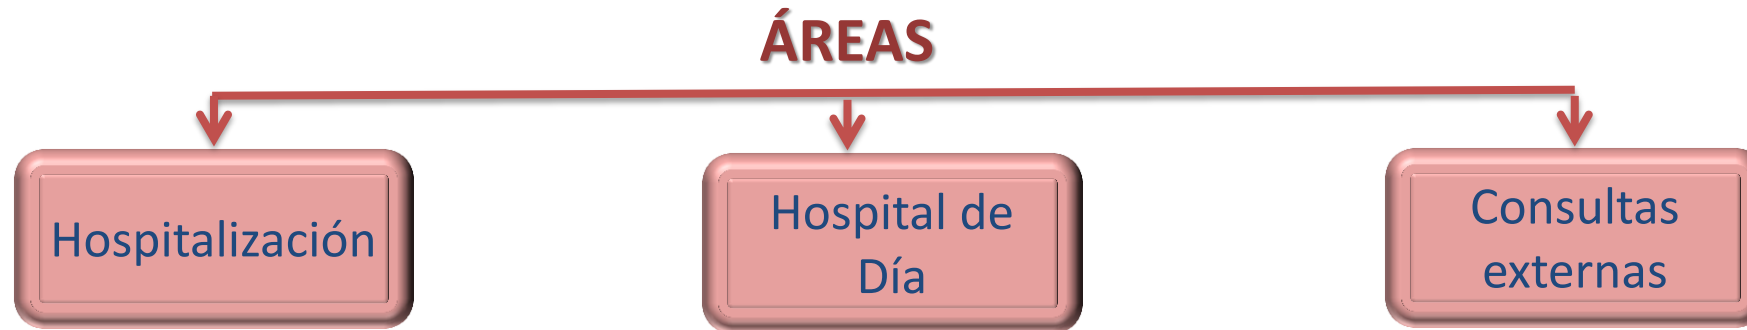 ÁREAS
Hospitalización
Hospital de
Día
Consultas
externas